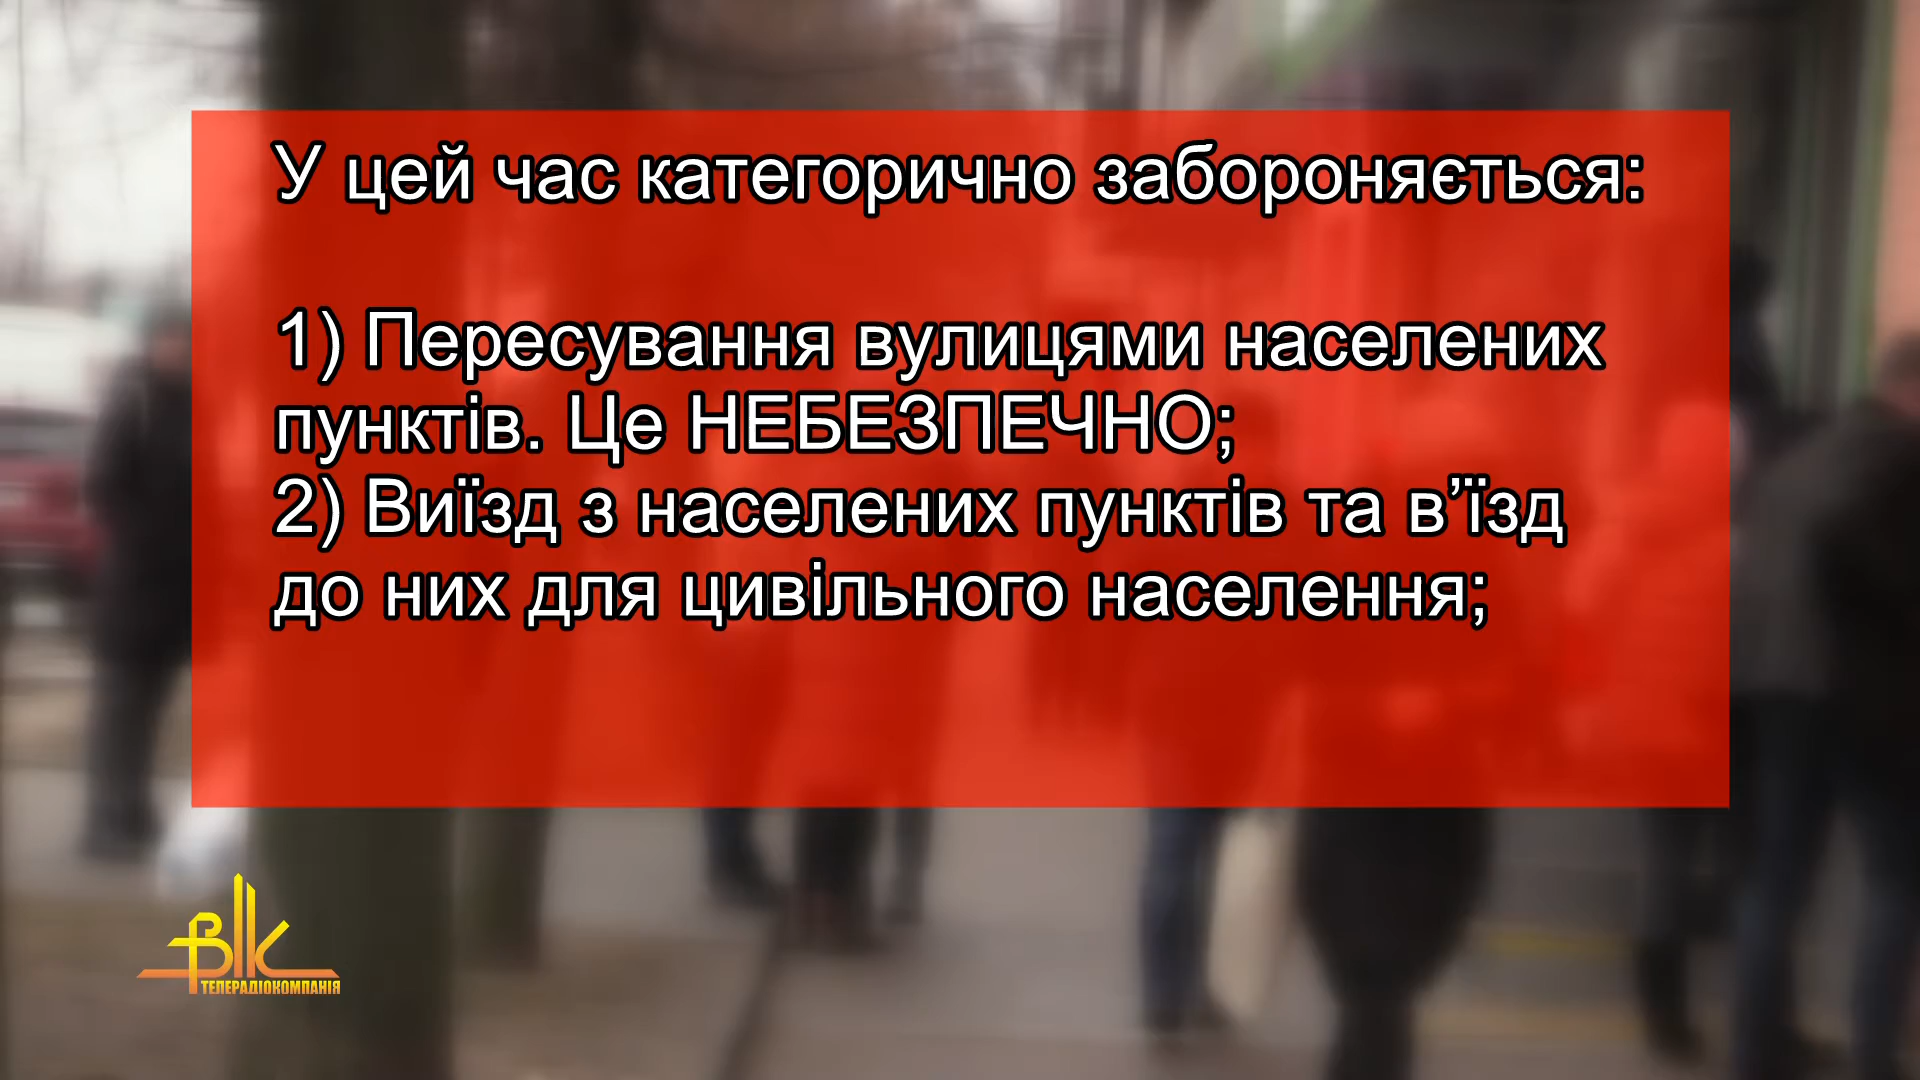 У цей час категорично забороняється:
1) Пересування вулицями населених
пунктів. Це НЕБЕЗПЕЧНО;
2) Виїзд з населених пунктів та в’їзд
до них для цивільного населення;
ВІК
ТЕЛЕРАДІОКОМПАНІЯ